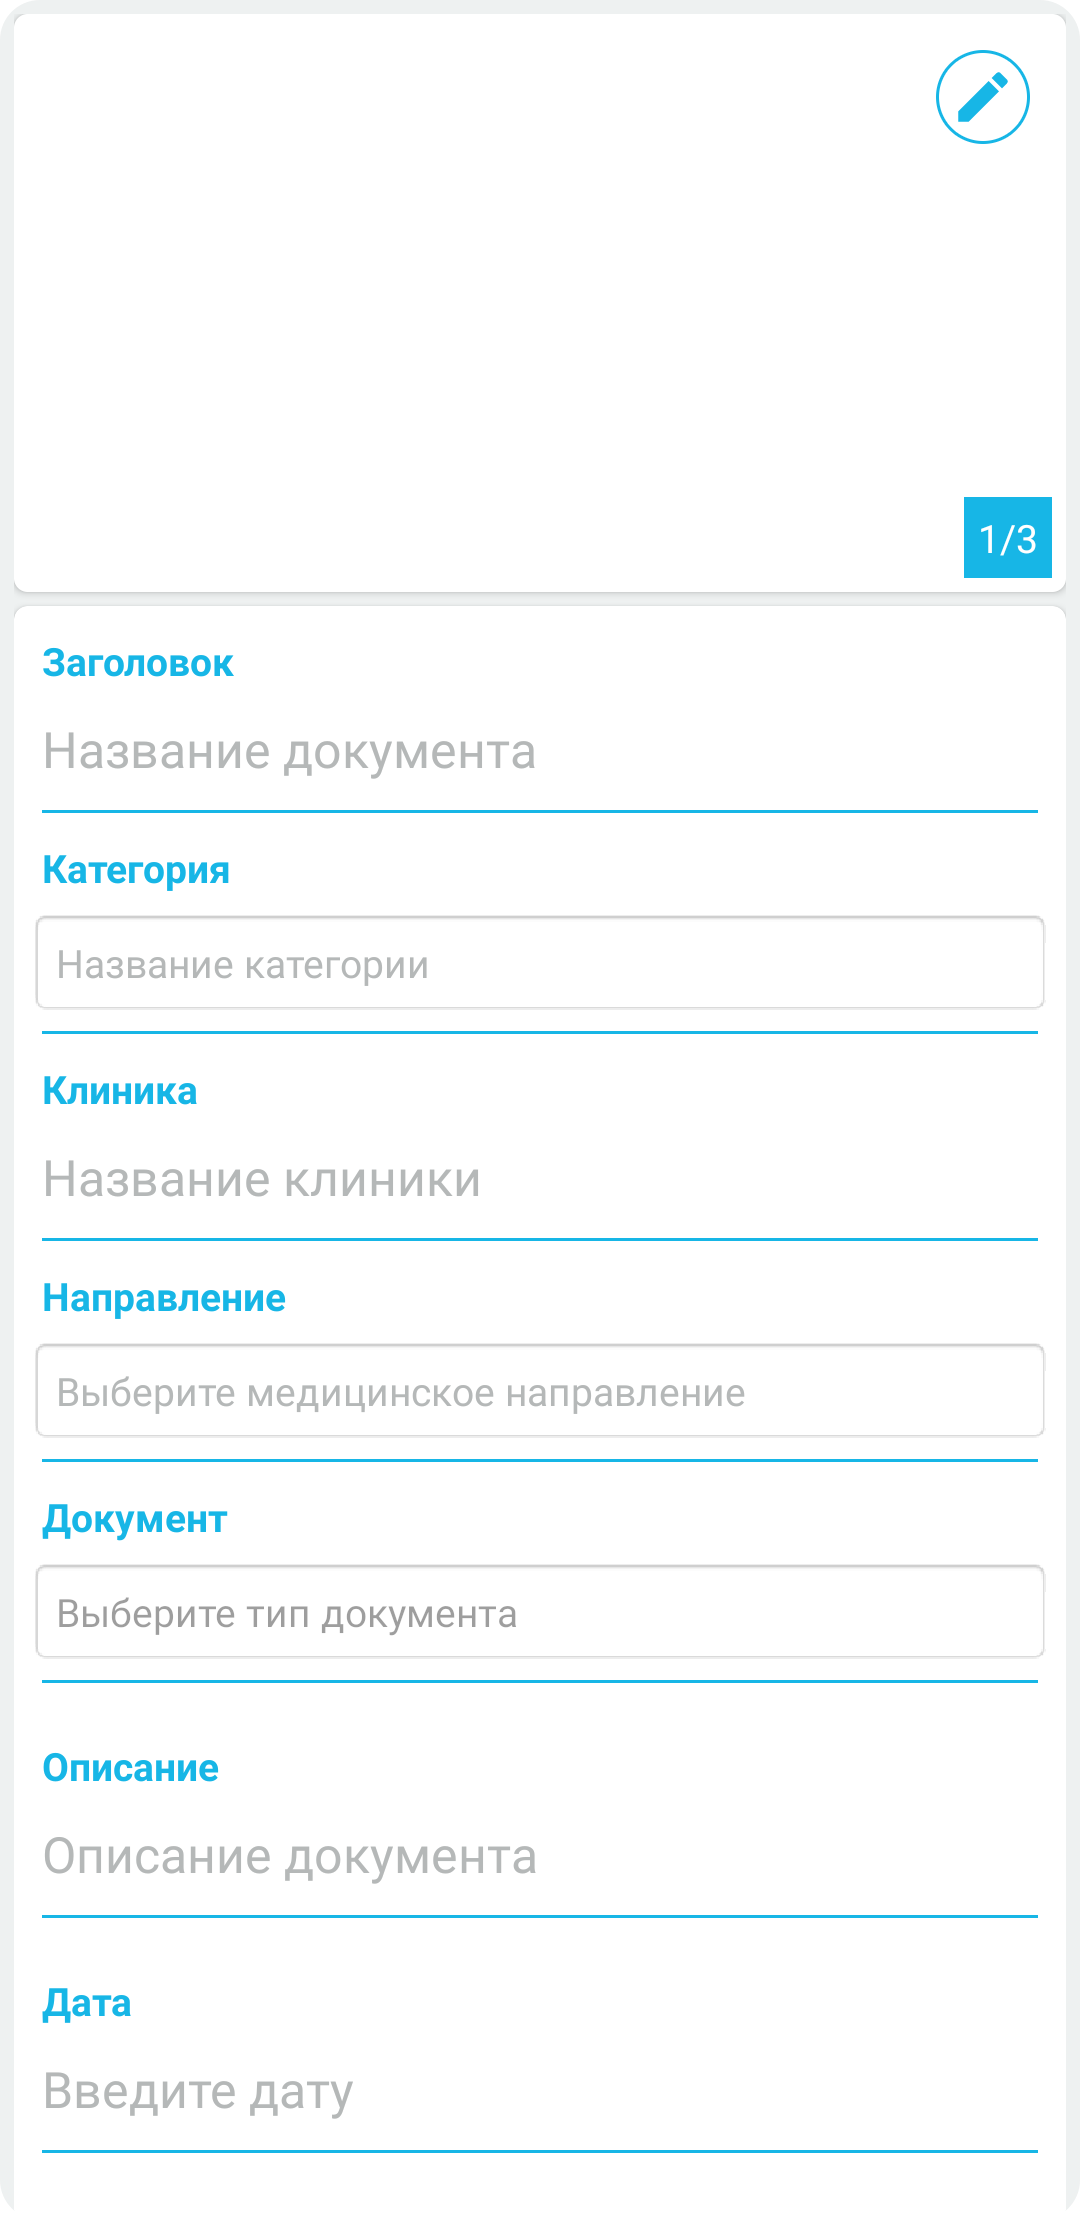 1/3
Заголовок
Название документа
Категория
Название категории
Клиника
Название клиники
Направление
Выберите медицинское направление
Документ
Выберите тип документа
Описание
Описание документа
Дата
Введите дату